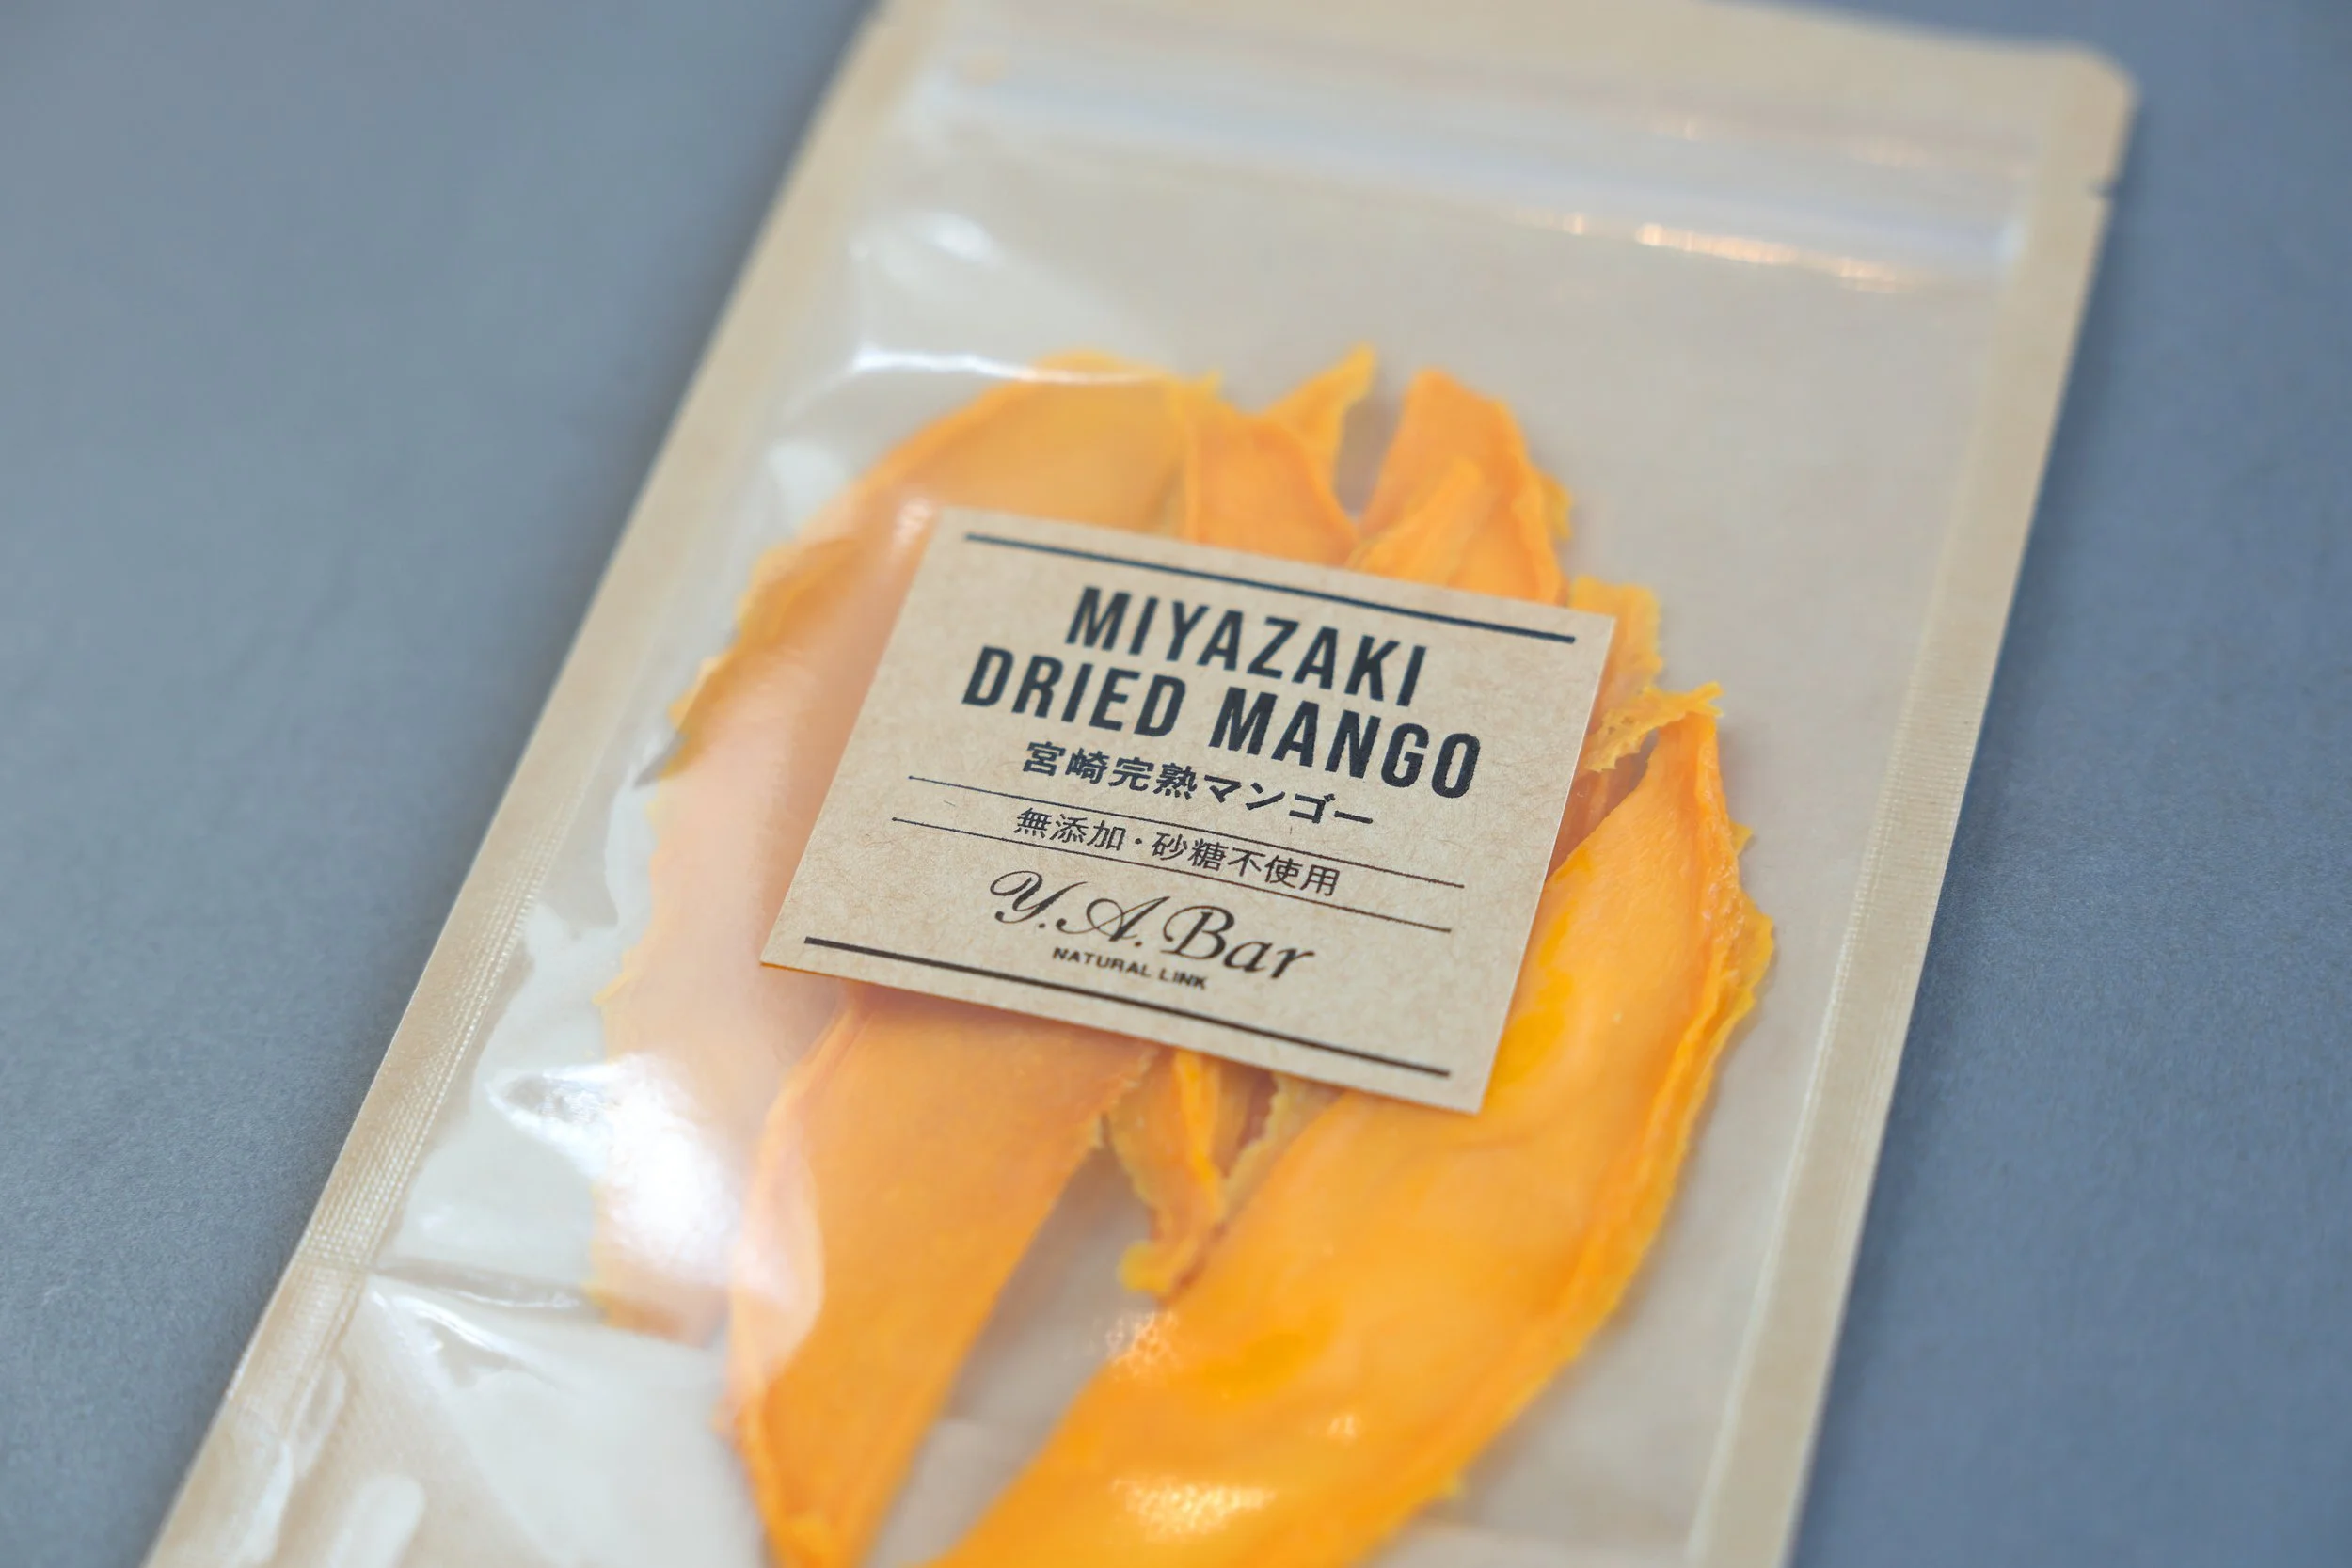 MIYAZAKI
DRIED MANGO
宮崎完熟マンゴー
無添加・砂糖不使用
Y.A.Bar
NATURAL LINK